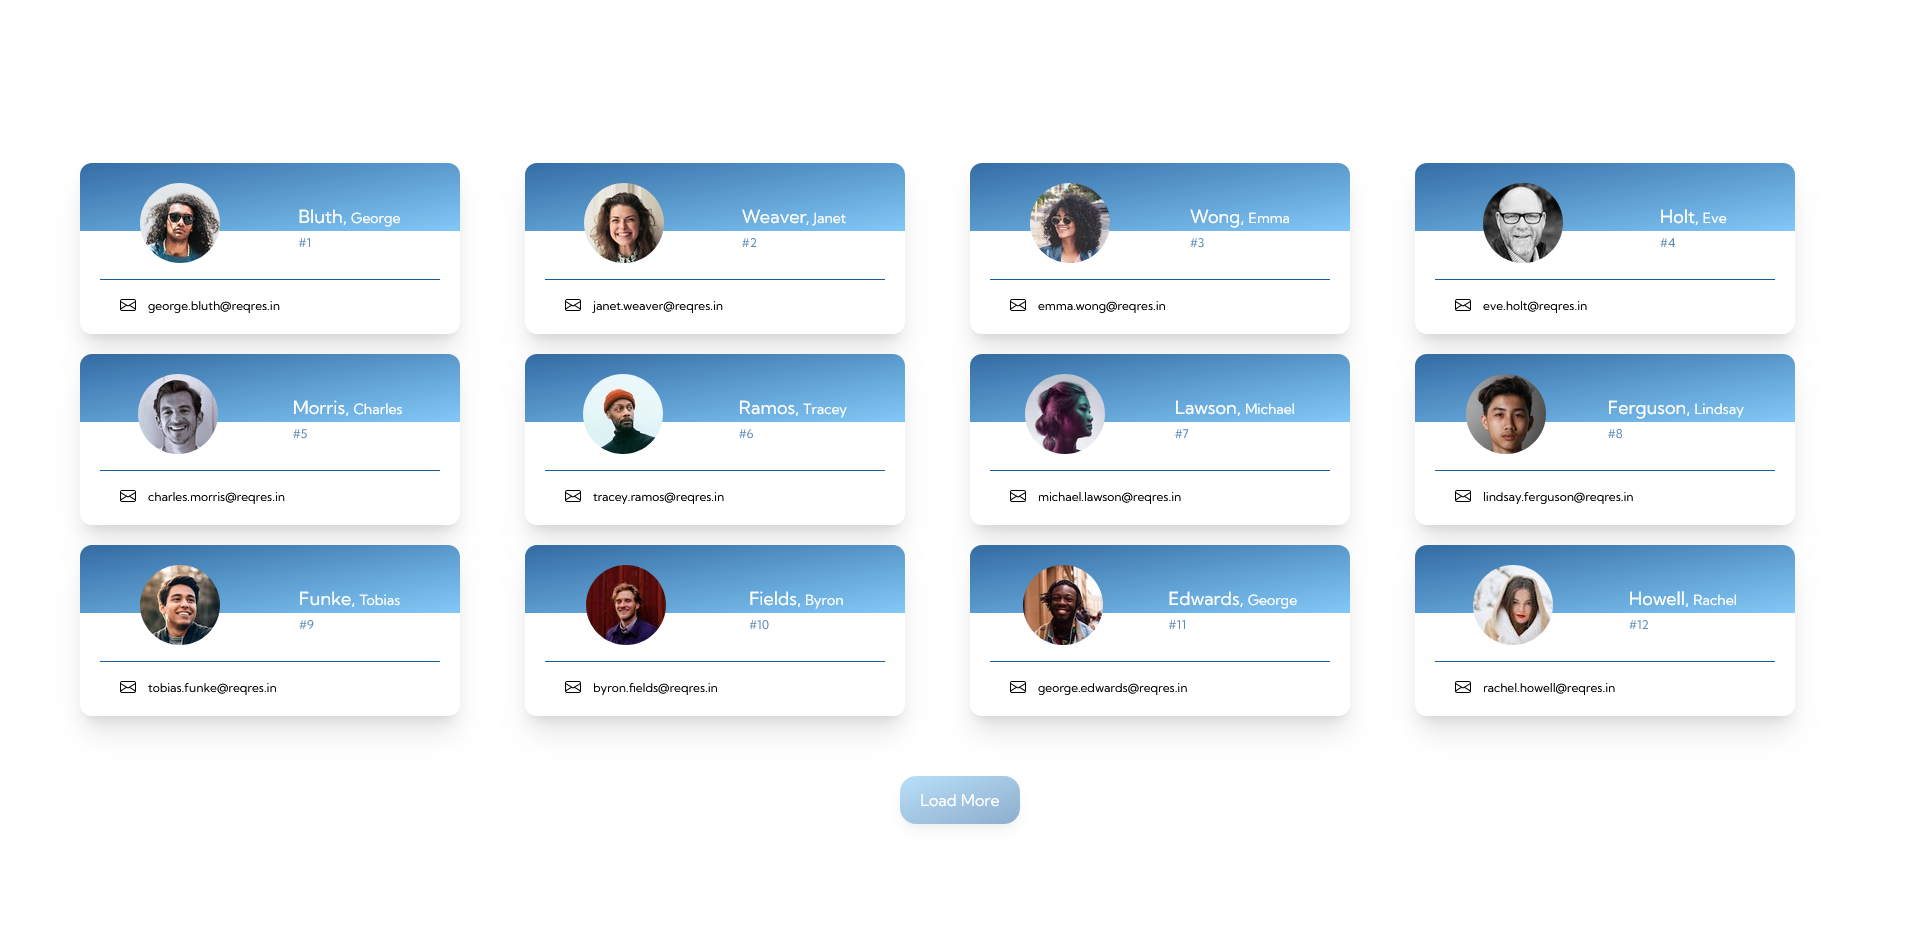 Bluth, George
#1
george.bluth@reqres.in
Weaver, Janet
#2
janet.weaver@reqres.in
Wong, Emma
#3
emma.wong@reqres.in
Holt, Eve
#4
eve.holt@reqres.in
Morris, Charles
#5
charles.morris@reqres.in
Ramos, Tracey
#6
tracey.ramos@reqres.in
Lawson, Michael
#7
michael.lawson@reqres.in
Ferguson, Lindsay
#8
lindsay.ferguson@reqres.in
Funke, Tobias
#9
tobias.funke@reqres.in
Fields, Byron
#10
byron.fields@reqres.in
Edwards, George
#11
george.edwards@reqres.in
Howell, Rachel
#12
rachel.howell@reqres.in
Load More